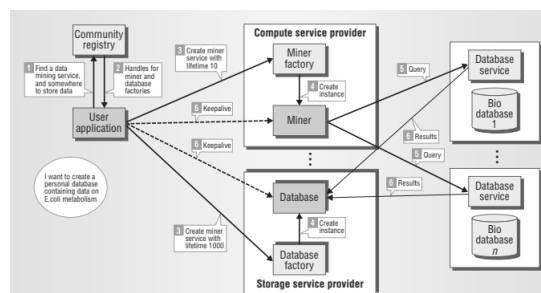 Community
registry
1 Find a data
mining service,
and somewhere
to store data
2 Handles for
miner and
database
factories
User
application
I want to create a
personal database
containing data on
E.coli metabolism
3 Create miner
service with
lifetime 10
6 Keepalive
6 Keepalive
3 Create miner
service with
lifetime 1000
Compute service provider
Miner
factory
4 Create
instance
Miner
Database
4 Create
instance
Database
factory
Storage service provider
5 Query
6 Results
5 Query
6 Results
Database
service
Bio
database
1
Database
service
Bio
database
n